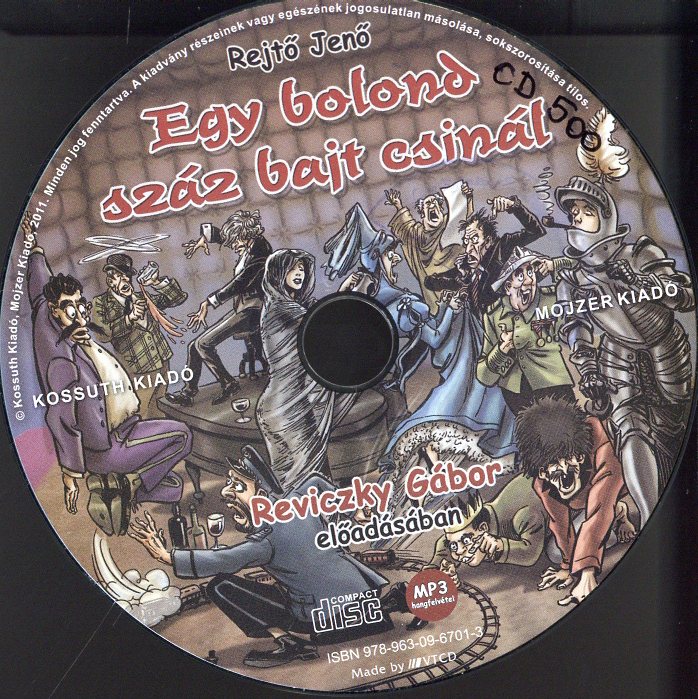 © Kossuth Kiadó, Mojzer Kiadó, 2011. Minden jog fenntartva. A kiadvány részeinek vagy egészének jogosulatlan másolása, sokszorosítása tilos.
Rejtő Jenő
Egy bolond
száz bajt csinál
CD 500
MOJZER KIADÓ
KOSSUTH KIADÓ
Reviczky Gábor
előadásában
COMPACT
disc
MP3
hangfelvétel
ISBN 978-963-09-6701-3
Made by VTCD